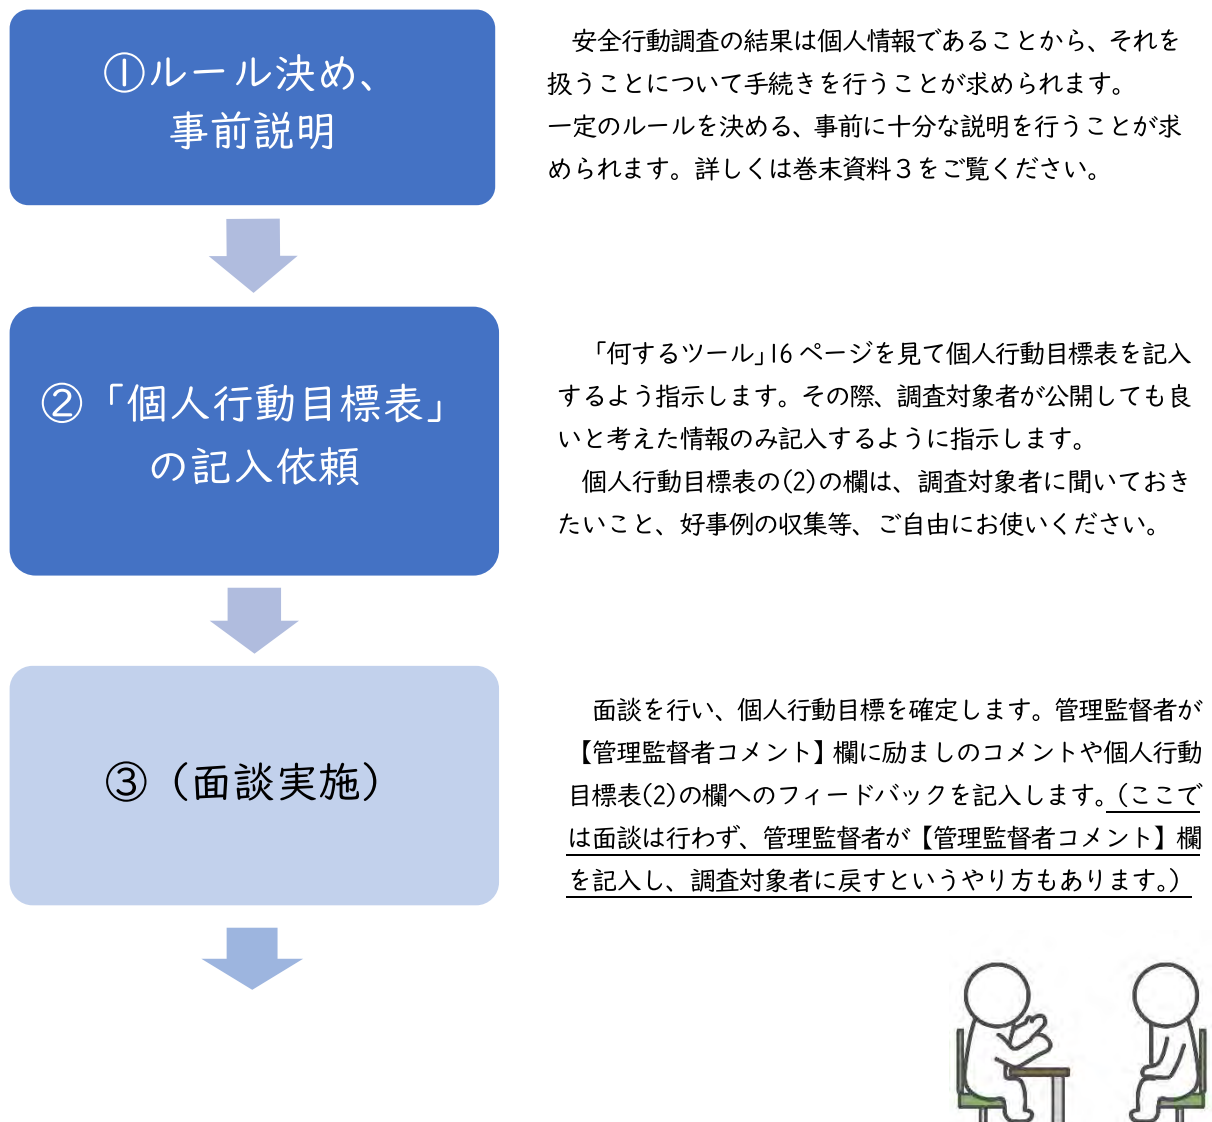 ①ルール決め、
事前説明
安全行動調査の結果は個人情報であることから、それを
扱うことについて手続きを行うことが求められます。
一定のルールを決める、事前に十分な説明を行うことが求
められます。詳しくは巻末資料3をご覧ください。
②「個人行動目標表」
の記入依頼
「何するツール」16 ページを見て個人行動目標表を記入
するよう指示します。その際、調査対象者が公開しても良
いと考えた情報のみ記入するように指示します。
個人行動目標表の(2)の欄は、調査対象者に聞いておき
たいこと、好事例の収集等、ご自由にお使いください。
③（面談実施）
面談を行い、個人行動目標を確定します。管理監督者が
【管理監督者コメント】欄に励ましのコメントや個人行動
目標表(2)の欄へのフィードバックを記入します。（ここで
は面談は行わず、管理監督者が【管理監督者コメント】欄
を記入し、調査対象者に戻すというやり方もあります。）